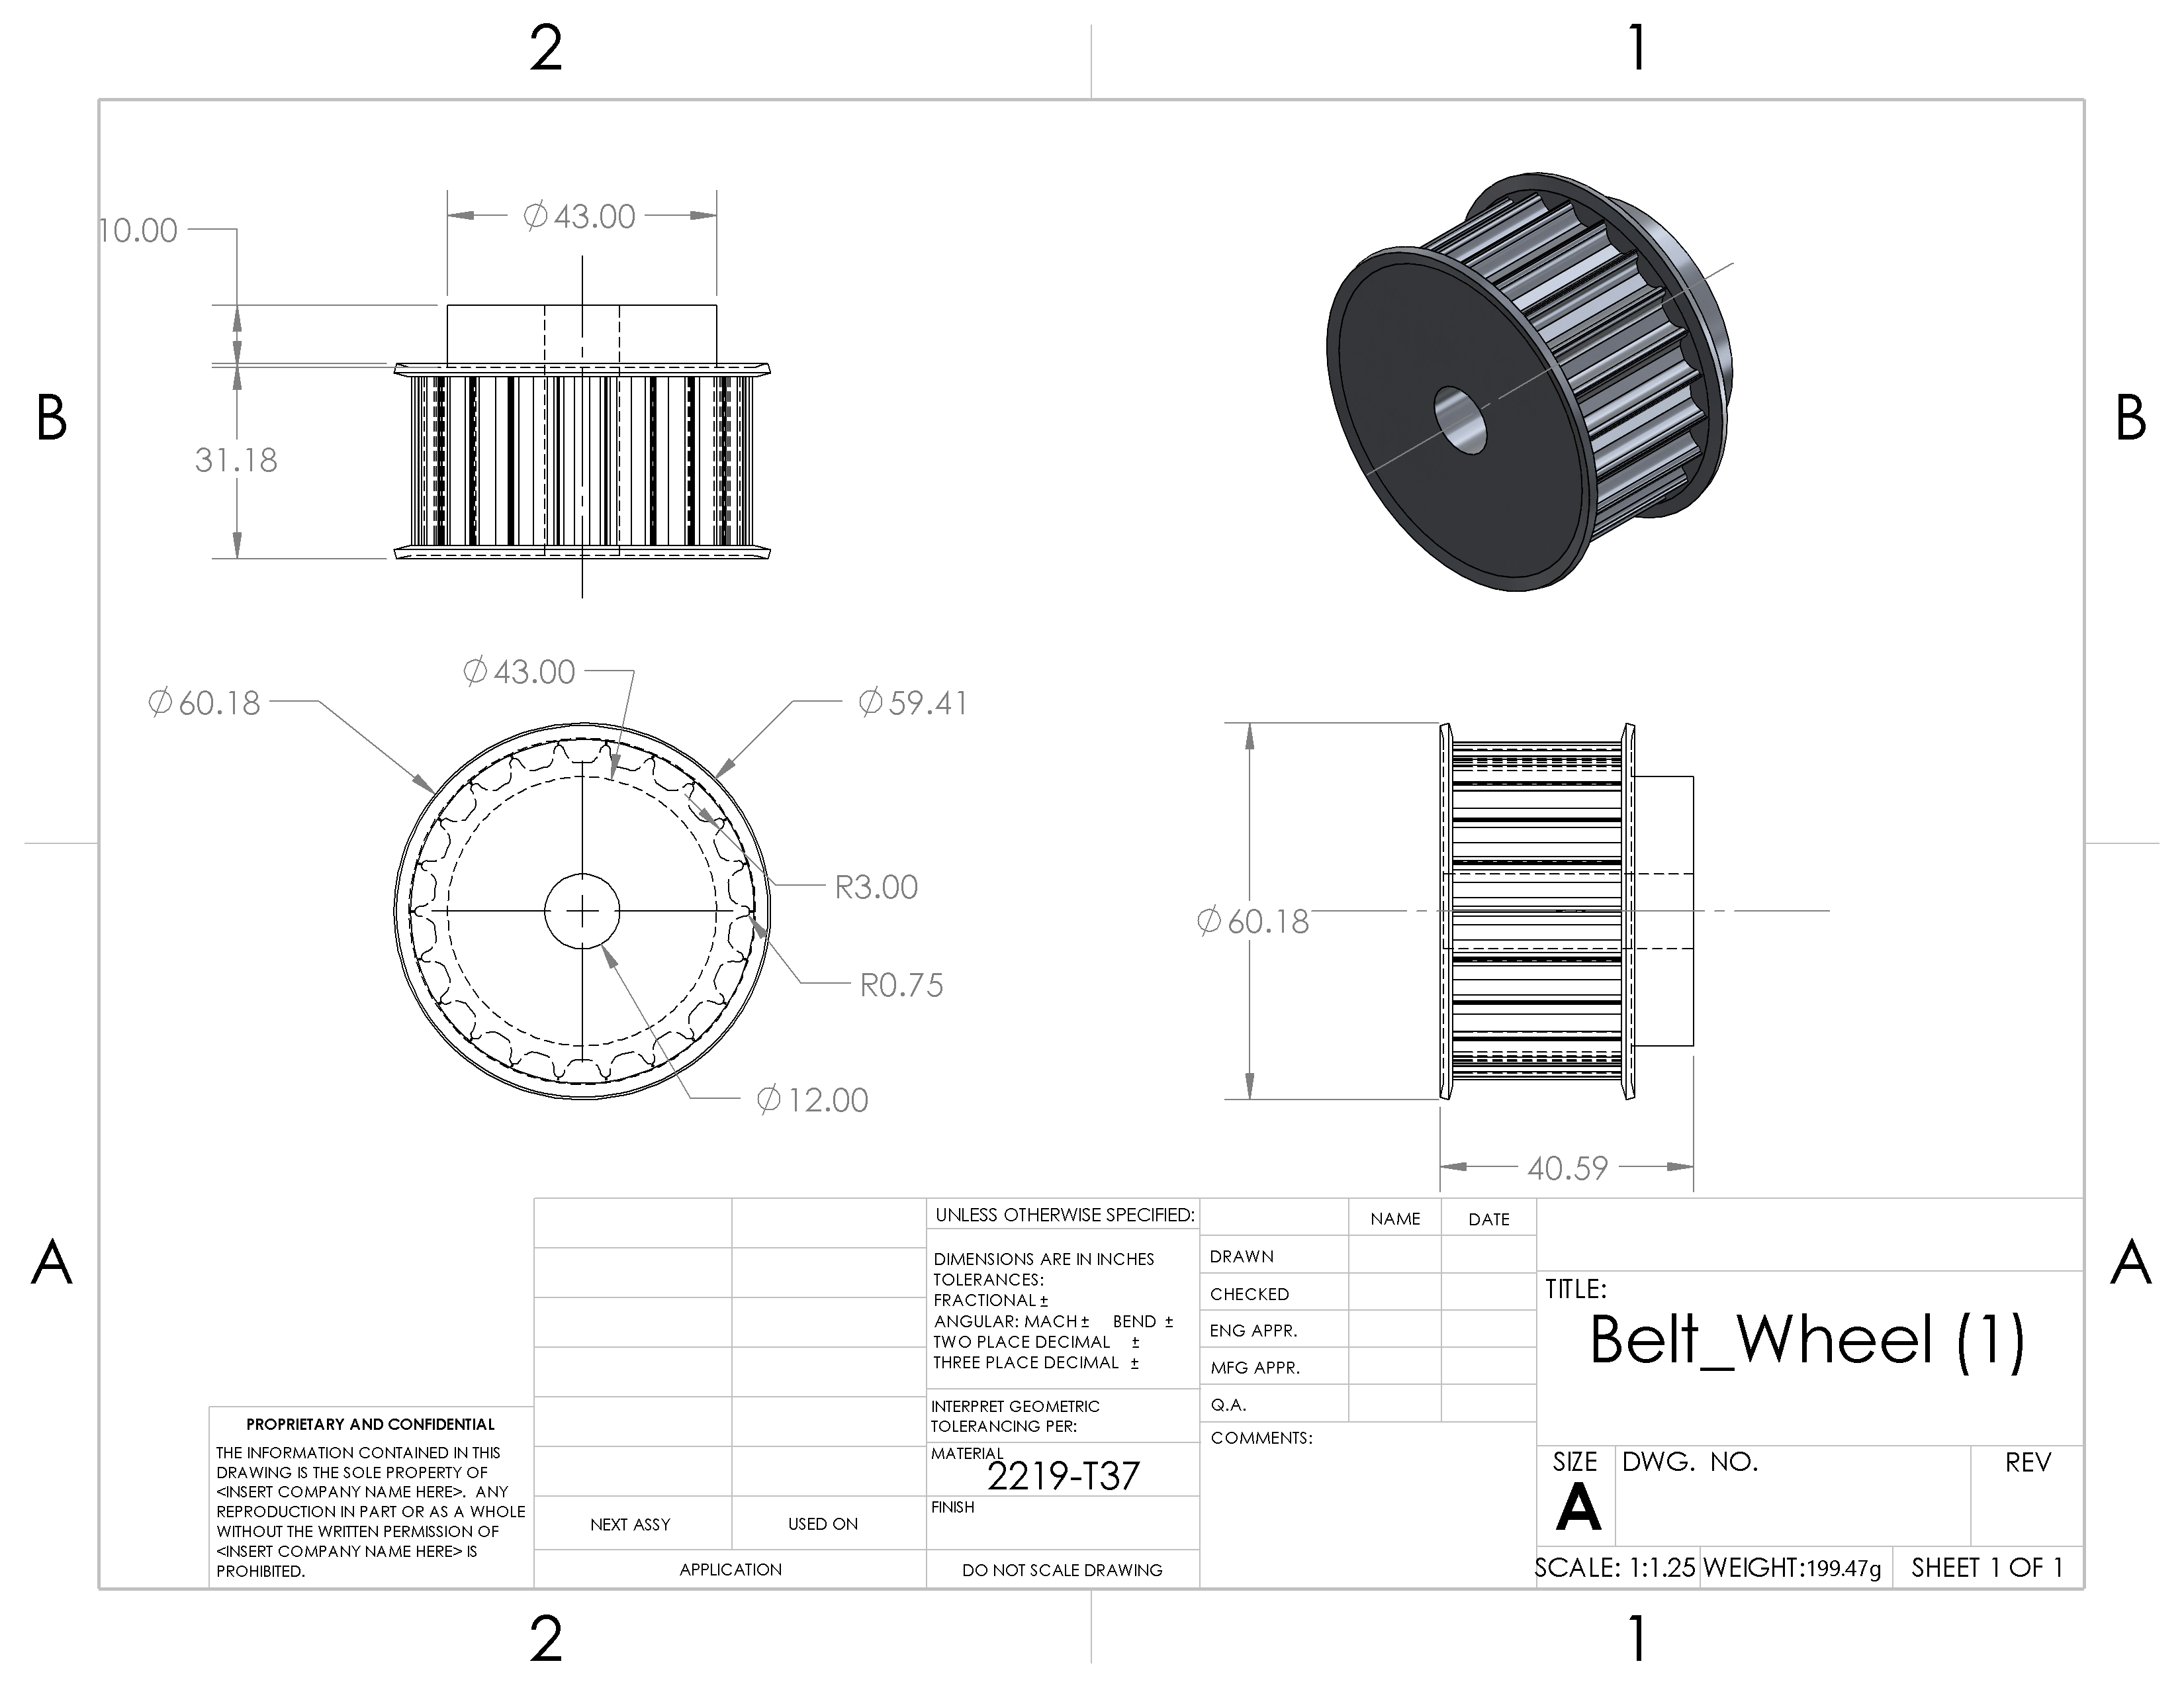 2
1
B
B
A
A
2
1
10.00
⌀43.00
31.18
⌀60.18
⌀43.00
⌀59.41
R3.00
R0.75
⌀12.00
⌀60.18
40.59
PROPRIETARY AND CONFIDENTIAL
THE INFORMATION CONTAINED IN THIS
DRAWING IS THE SOLE PROPERTY OF
<INSERT COMPANY NAME HERE>. ANY
REPRODUCTION IN PART OR AS A WHOLE
WITHOUT THE WRITTEN PERMISSION OF
<INSERT COMPANY NAME HERE> IS
PROHIBITED.
NEXT ASSY
USED ON
APPLICATION
UNLESS OTHERWISE SPECIFIED:
DIMENSIONS ARE IN INCHES
TOLERANCES:
FRACTIONAL ±
ANGULAR: MACH ± BEND ±
TWO PLACE DECIMAL ±
THREE PLACE DECIMAL ±
INTERPRET GEOMETRIC
TOLERANCING PER:
MATERIAL
2219-T37
FINISH
DO NOT SCALE DRAWING
NAME
DATE
DRAWN
CHECKED
ENG APPR.
MFG APPR.
Q.A.
COMMENTS:
TITLE:
Belt_Wheel (1)
SIZE
A
DWG. NO.
REV
SCALE: 1:1.25
WEIGHT:199.47g
SHEET 1 OF 1